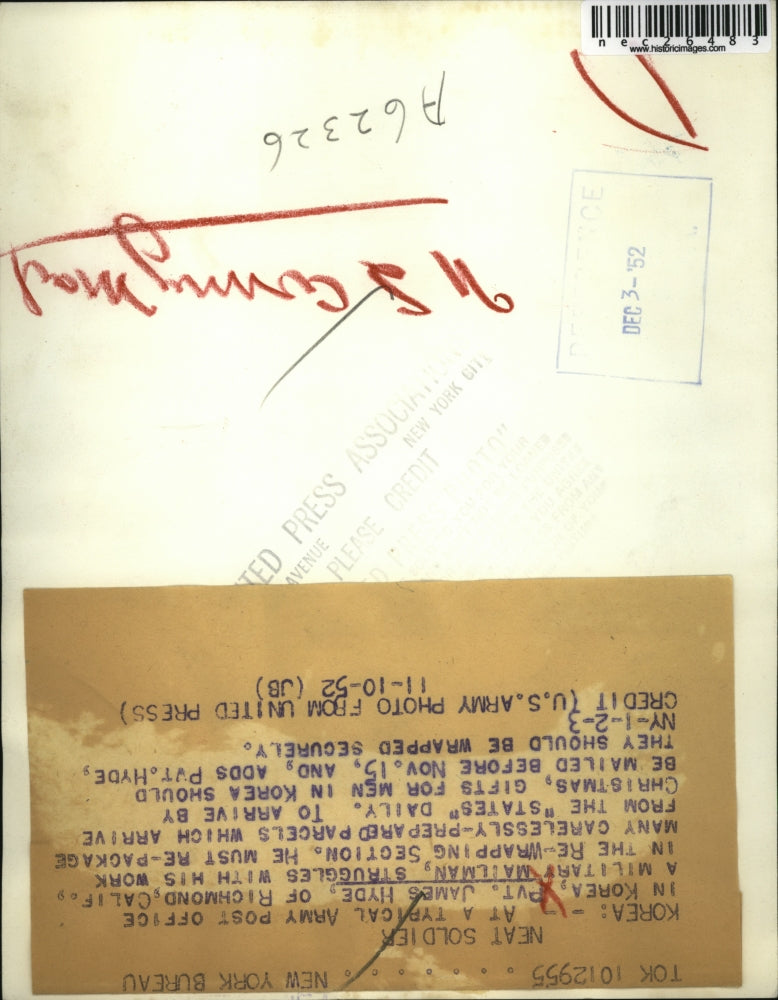 nec26483
www.historicimages.com
A62326
U S Army Mail
DEC 3-'52
PRESS ASSOCIATION
AVENUE NEW YORK CITY
PLEASE CREDIT
TOK 1012955 . . . . . . . NEW YORK BUREAU
NEAT SOLDIER
KOREA: -- AT A TYPICAL ARMY POST OFFICE
IN KOREA, PVT. JAMES HYDE, OF RICHMOND, CALIF.,
A MILITARY MAILMAN, STRUGGLES WITH HIS WORK
IN THE RE-WRAPPING SECTION. HE MUST RE-PACKAGE
MANY CARELESSLY-PREPARED PARCELS WHICH ARRIVE
FROM THE "STATES" DAILY. TO ARRIVE BY
CHRISTMAS, GIFTS FOR MEN IN KOREA SHOULD
BE MAILED BEFORE NOV. 15, AND, ADDS PVT. HYDE,
THEY SHOULD BE WRAPPED SECURELY.
NY-1-2-3
CREDIT (U.S.ARMY PHOTO FROM UNITED PRESS)
11-10-52 (JB)